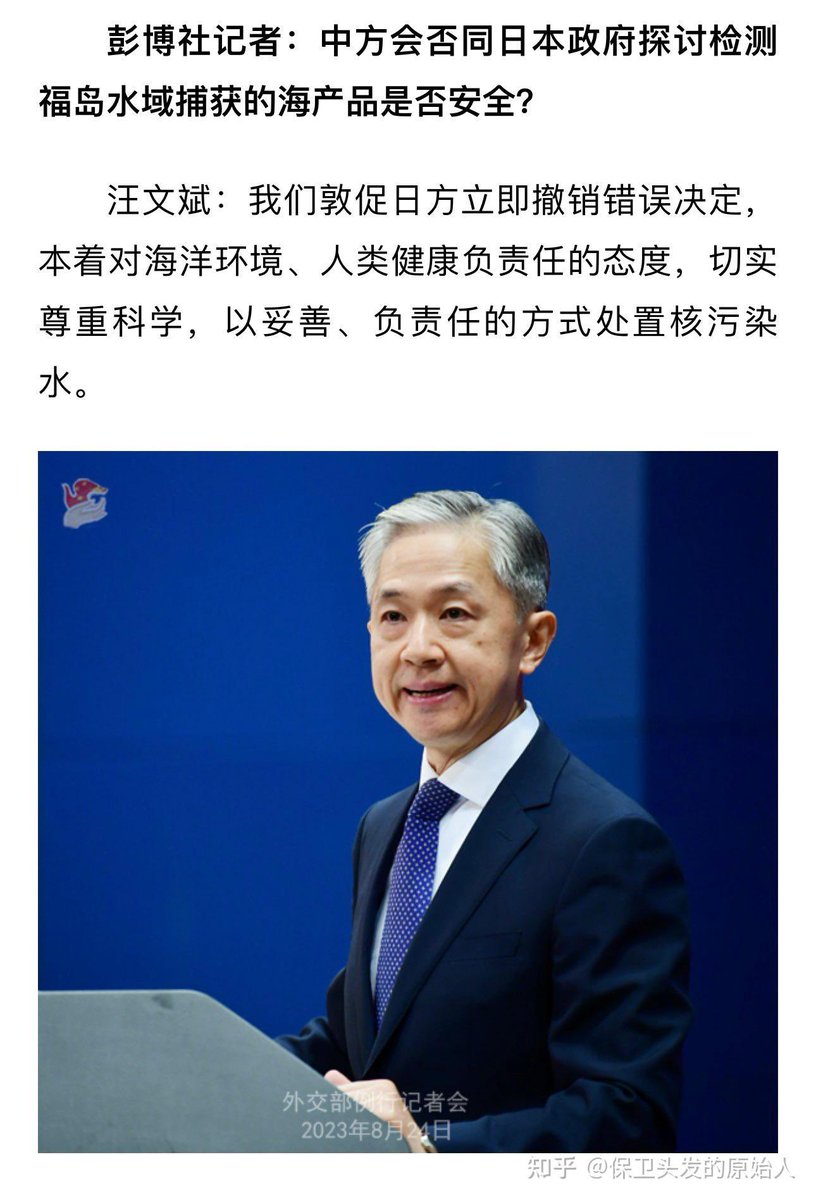 彭博社记者：中方会否同日本政府探讨检测
福岛水域捕获的海产品是否安全？
汪文斌：我们敦促日方立即撤销错误决定，
本着对海洋环境、人类健康负责任的态度，切实
尊重科学，以妥善、负责任的方式处置核污染
水。
外交部例行记者会
2023年8月24日
知乎 @保卫头发的原始人